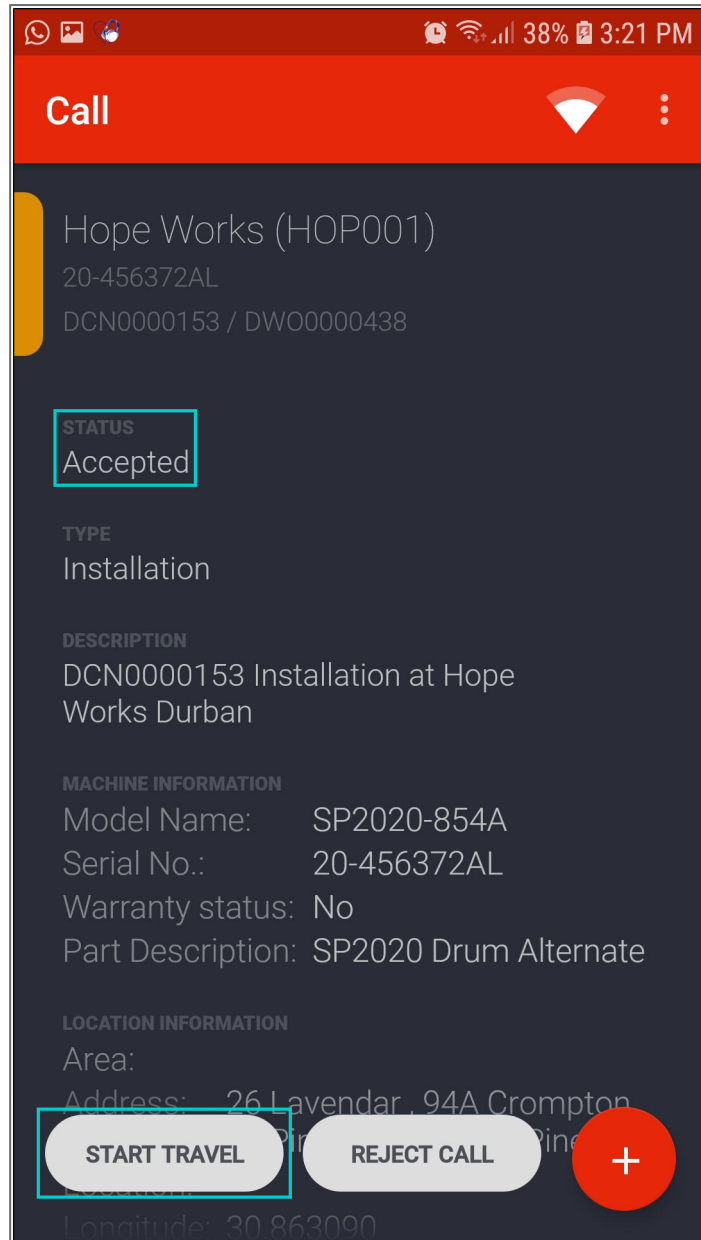 38% 3:21 PM
Call
Hope Works (HOP001)
20-456372AL
DCN0000153 / DWO0000438
STATUS
Accepted
TYPE
Installation
DESCRIPTION
DCN0000153 Installation at Hope
Works Durban
MACHINE INFORMATION
Model Name: SP2020-854A
Serial No.: 20-456372AL
Warranty status: No
Part Description: SP2020 Drum Alternate
LOCATION INFORMATION
Area:
Address: 26 Lavendar , 94A Crompton
START TRAVEL REJECT CALL +
Location:
Longitude: 30.863090